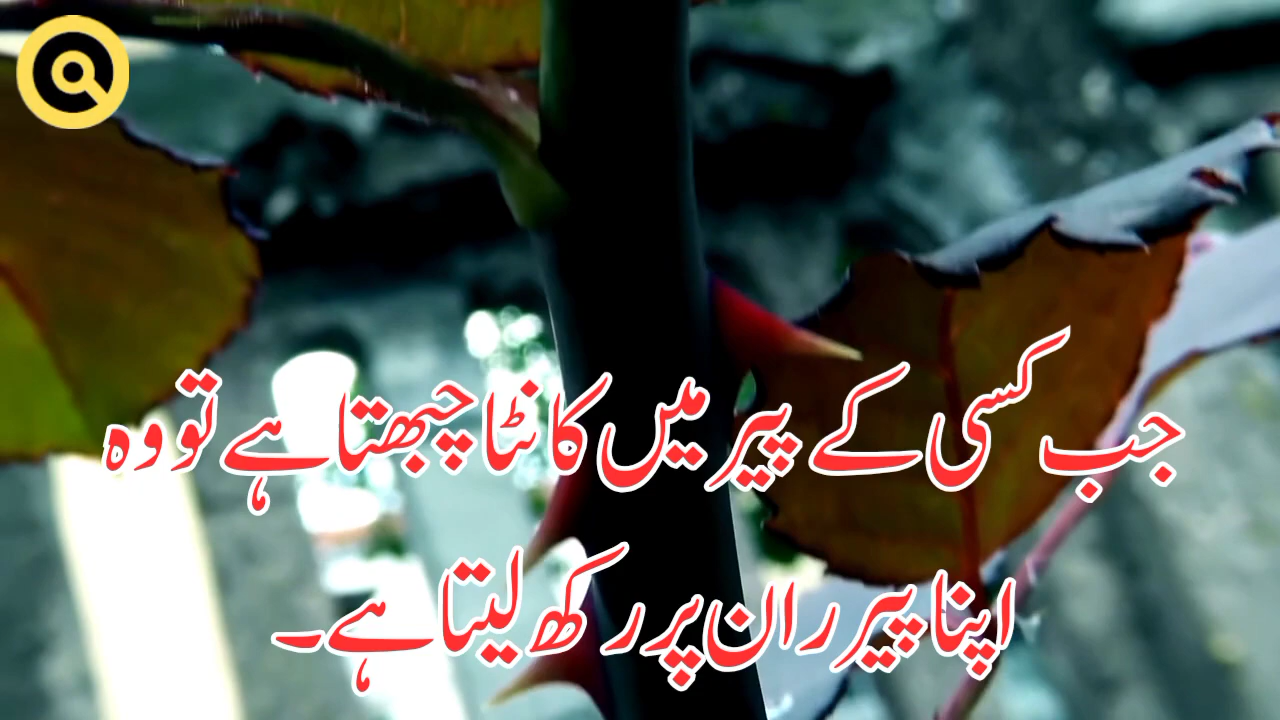 جب کسی کے پیر میں کانٹا چبھتا ہے تو وہ
اپنا پیر ران پر رکھ لیتا ہے۔